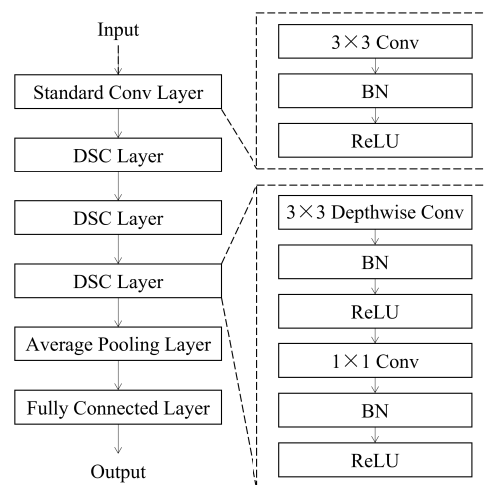 Input
Standard Conv Layer
DSC Layer
DSC Layer
DSC Layer
Average Pooling Layer
Fully Connected Layer
Output
3×3 Conv
BN
ReLU
3×3 Depthwise Conv
BN
ReLU
1×1 Conv
BN
ReLU